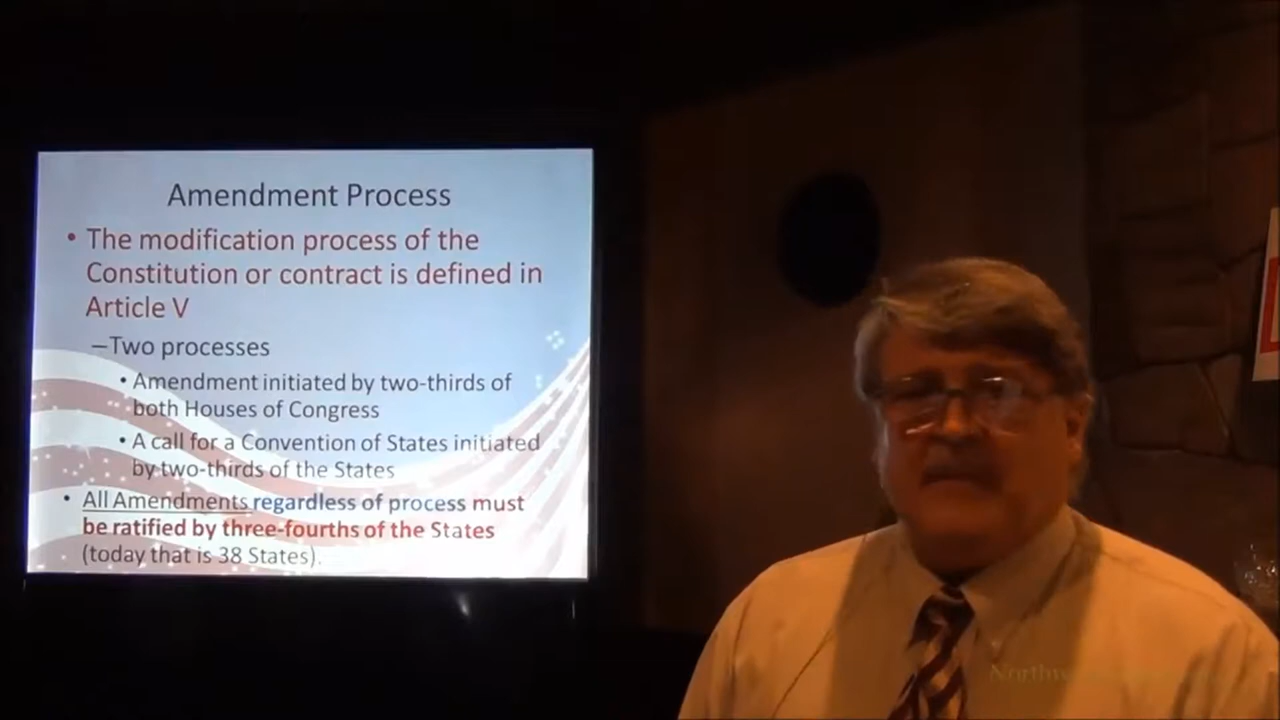 Amendment Process
• The modification process of the
Constitution or contract is defined in
Article V
–Two processes
• Amendment initiated by two-thirds of
both Houses of Congress
• A call for a Convention of States initiated
by two-thirds of the States
• All Amendments regardless of process must
be ratified by three-fourths of the States
(today that is 38 States).